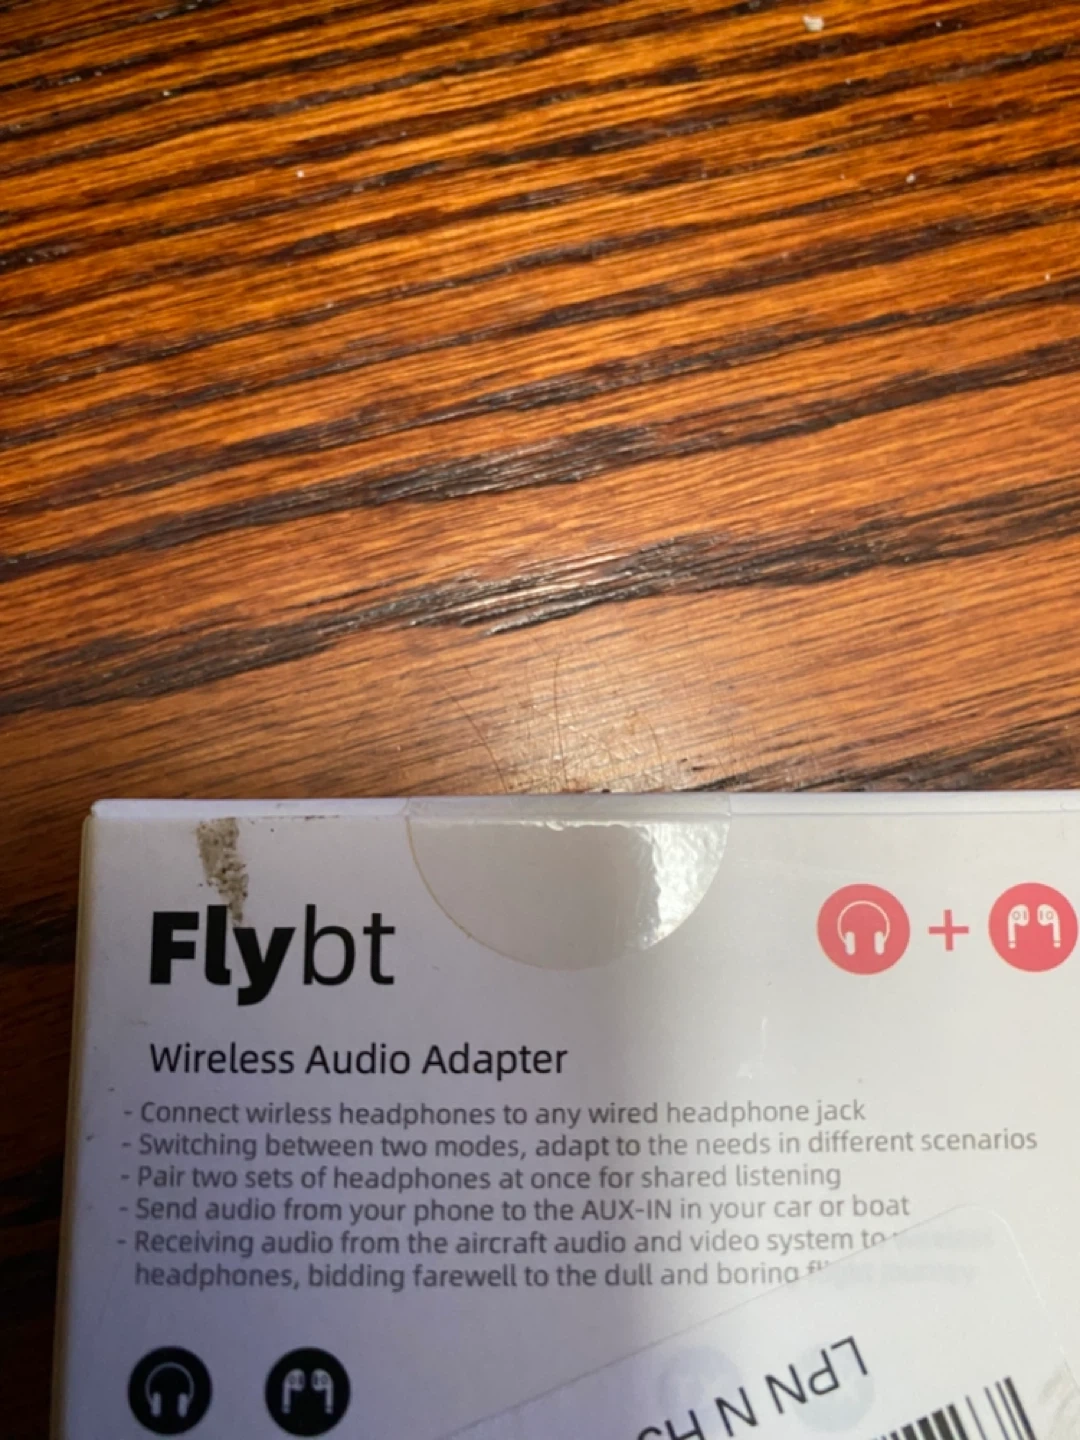 Flybt
Wireless Audio Adapter
- Connect wirless headphones to any wired headphone jack
- Switching between two modes, adapt to the needs in different scenarios
- Pair two sets of headphones at once for shared listening
- Send audio from your phone to the AUX-IN in your car or boat
- Receiving audio from the aircraft audio and video system to
headphones, bidding farewell to the dull and boring
LPN N